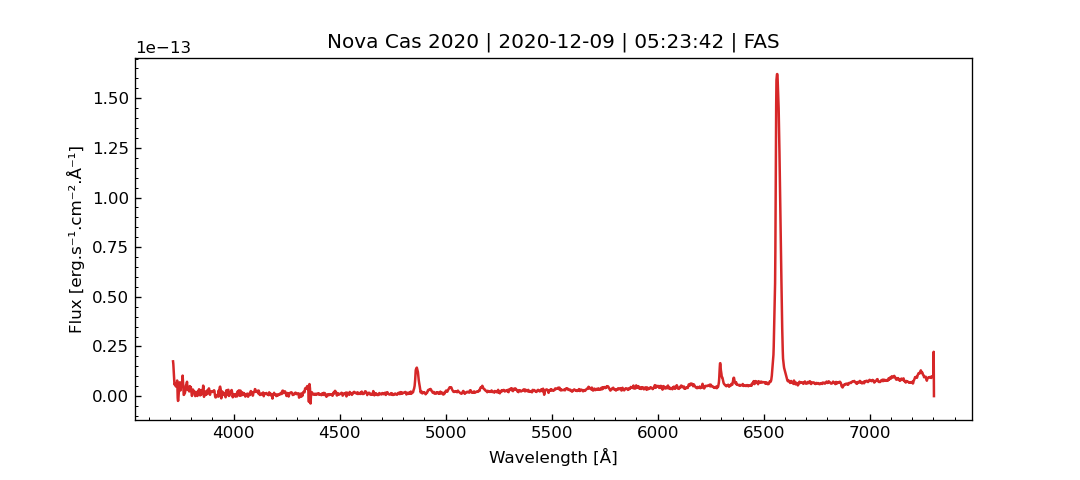 Nova Cas 2020 | 2020-12-09 | 05:23:42 | FAS
1e−13
1.50
1.25
1.00
0.75
0.50
0.25
0.00
Flux [erg.s⁻¹.cm⁻².Å⁻¹]
4000 4500 5000 5500 6000 6500 7000
Wavelength [Å]